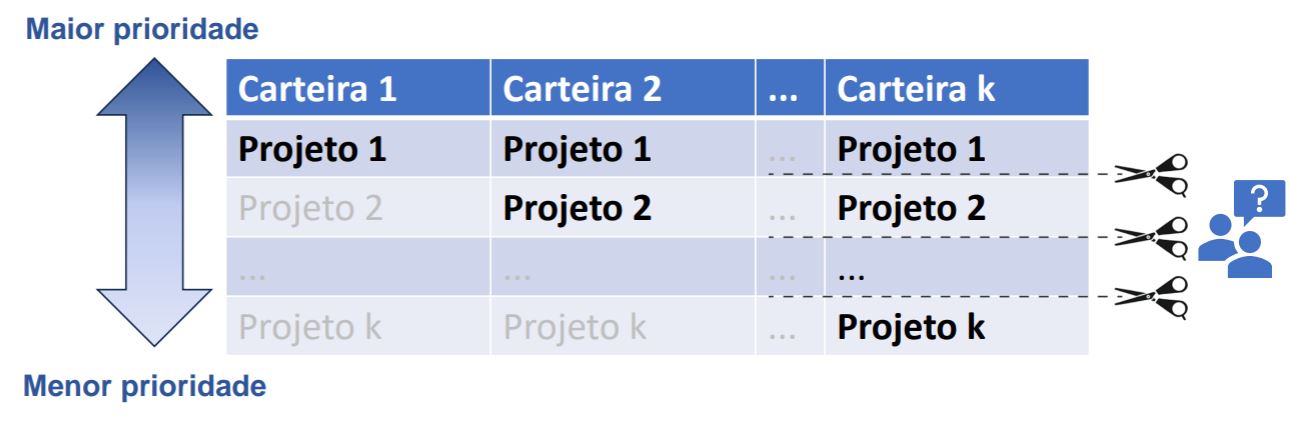 Maior prioridade
Carteira 1 Carteira 2 ... Carteira k
Projeto 1 Projeto 1 ... Projeto 1
Projeto 2 Projeto 2 ... Projeto 2
... ... ... ...
Projeto k Projeto k ... Projeto k
?
Menor prioridade